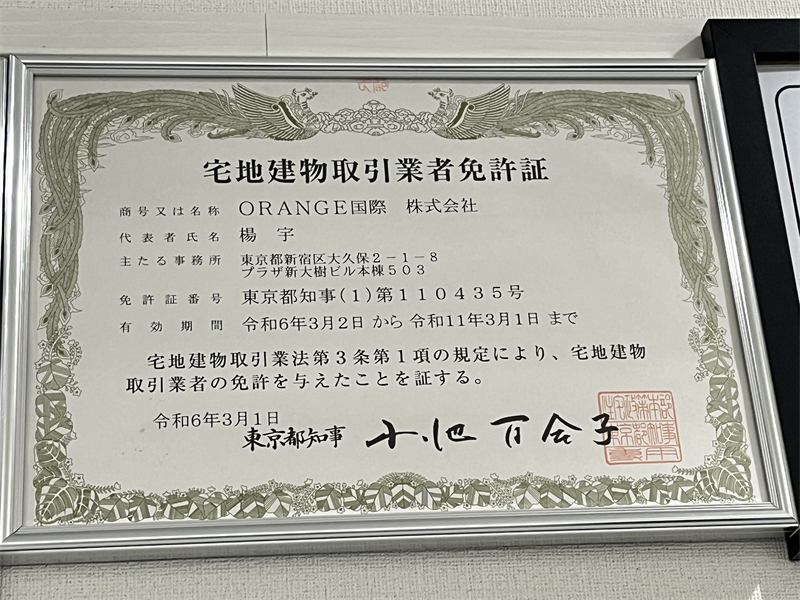 宅地建物取引業者免許証
商号又は名称　ＯＲＡＮＧＥ国際　株式会社
代表者氏名　楊　宇
主たる事務所　東京都新宿区大久保２－１－８
プラザ新大樹ビル本棟５０３
免許証番号　東京都知事(１)第１１０４３５号
有効期間　令和6年3月2日 から 令和11年3月1日 まで
宅地建物取引業法第３条第１項の規定により、宅地建物
取引業者の免許を与えたことを証する。
令和6年3月1日
東京都知事　小池百合子